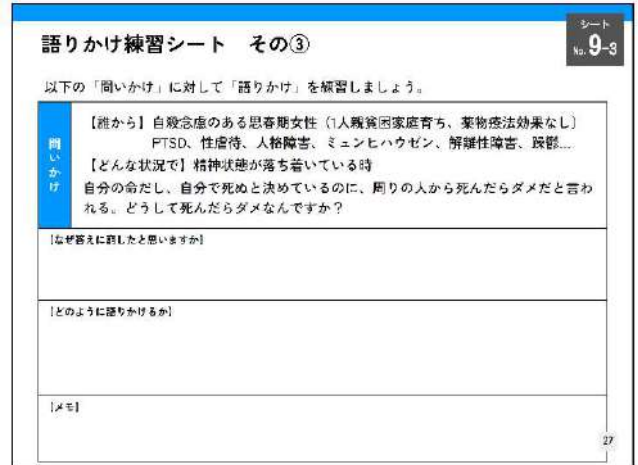 シート
No. 9-3
語りかけ練習シート その③
以下の「問いかけ」に対して「語りかけ」を練習しましょう。
問いかけ
【誰から】自殺念慮のある思春期女性（1人親貧困家庭育ち、薬物療法効果なし）
PTSD、性虐待、人格障害、ミュンヒハウゼン、解離性障害、躁鬱...
【どんな状況で】精神状態が落ち着いている時
自分の命だし、自分で死ぬと決めているのに、周りの人から死んだらダメだと言わ
れる。どうして死んだらダメなんですか？
【なぜ答えに窮したと思いますか】
【どのように語りかけるか】
【メモ】
27